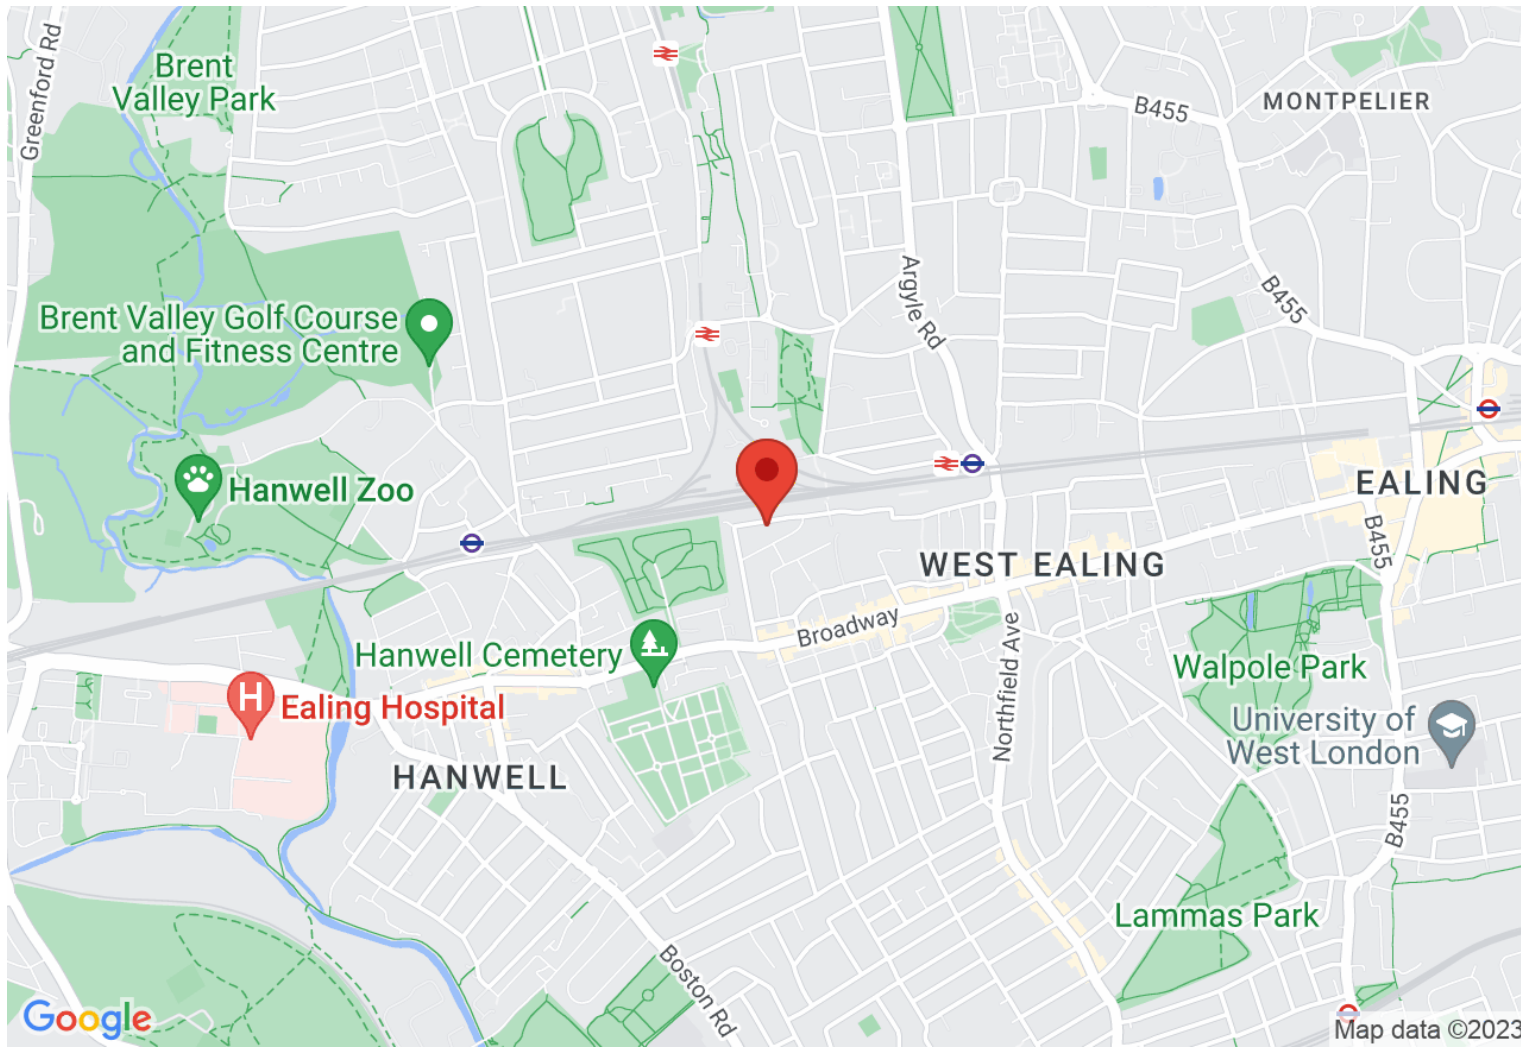 Greenford Rd
Brent
Valley Park
B455
MONTPELIER
Argyle Rd
B455
Brent Valley Golf Course
and Fitness Centre
Hanwell Zoo
EALING
B455
WEST EALING
Broadway
Northfield Ave
Hanwell Cemetery
Walpole Park
H
Ealing Hospital
University of
West London
HANWELL
B455
Lammas Park
Boston Rd
Google
Map data ©2023